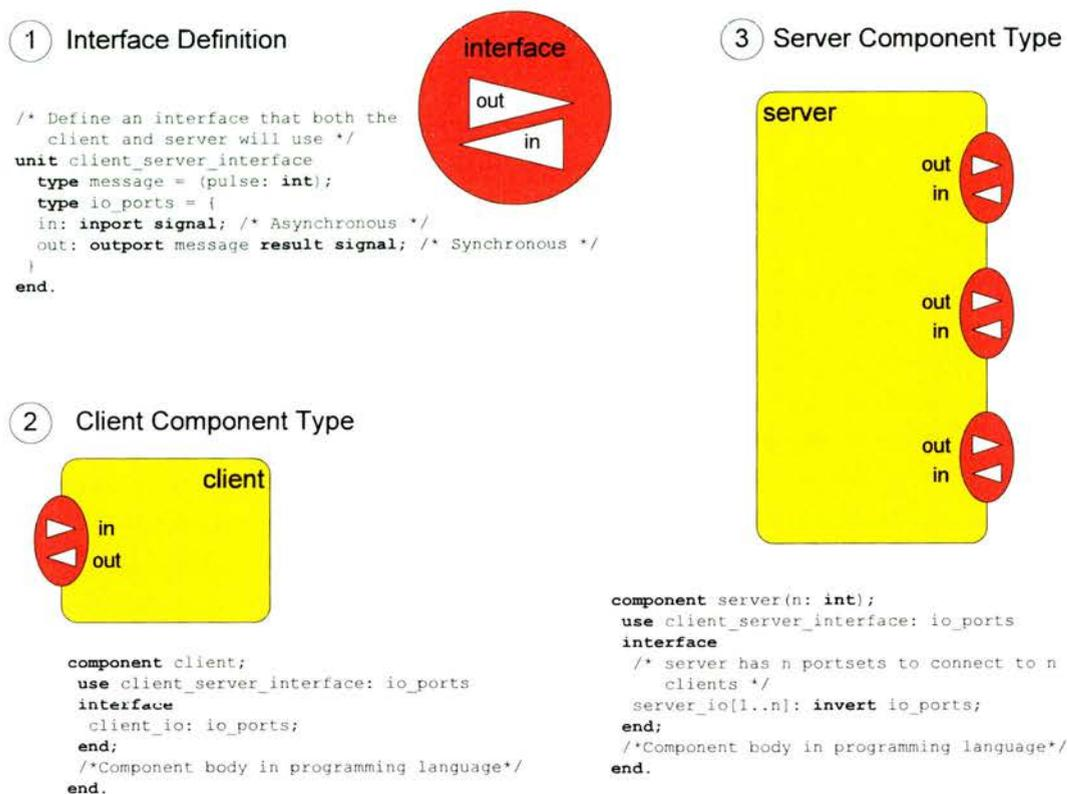 1 Interface Definition
interface
out
in
/* Define an interface that both the
client and server will use */
unit client_server_interface
type message = (pulse: int);
type io_ports = {
in: inport signal; /* Asynchronous */
out: outport message result signal; /* Synchronous */
}
end.
2 Client Component Type
client
in
out
component client;
use client_server_interface: io_ports
interface
client_io: io_ports;
end;
/*Component body in programming language*/
end.
3 Server Component Type
server
out
in
out
in
out
in
component server(n: int);
use client_server_interface: io_ports
interface
/* server has n portsets to connect to n
clients */
server_io[1..n]: invert io_ports;
end;
/*Component body in programming language*/
end.